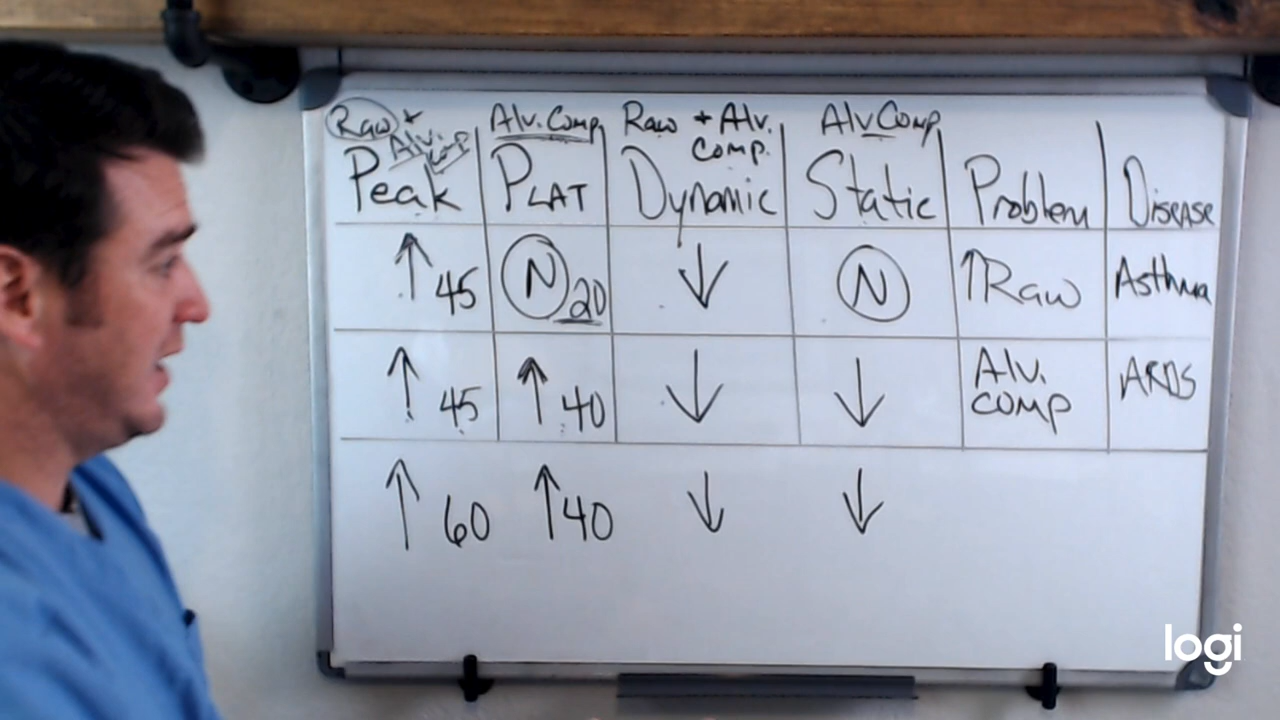 Raw + Alv. Comp
Alv. Comp
Raw + Alv. Comp.
Alv Comp
Peak PLAT Dynamic Static Problem Disease
↑ 45 N 20 ↓ N ↑Raw Asthma
↑ 45 ↑ 40 ↓ ↓ Alv. comp ARDS
↑ 60 ↑ 40 ↓ ↓
logi